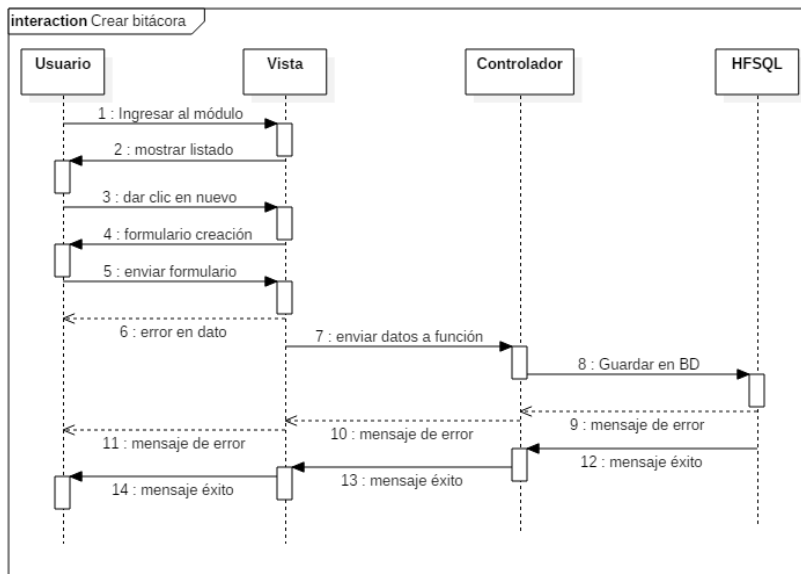 interaction Crear bitácora
Usuario
Vista
Controlador
HFSQL
1 : Ingresar al módulo
2 : mostrar listado
3 : dar clic en nuevo
4 : formulario creación
5 : enviar formulario
6 : error en dato
7 : enviar datos a función
8 : Guardar en BD
9 : mensaje de error
10 : mensaje de error
11 : mensaje de error
12 : mensaje éxito
13 : mensaje éxito
14 : mensaje éxito